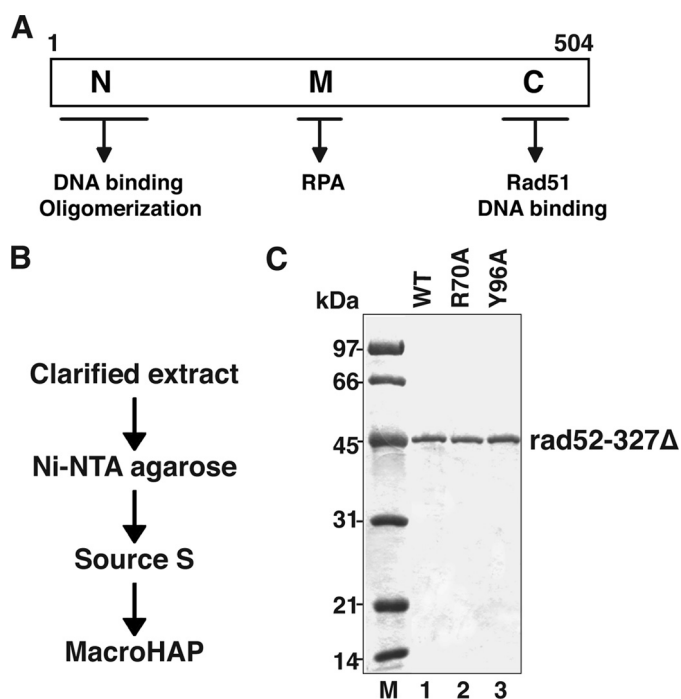 A
1 504
N M C
DNA binding
Oligomerization
RPA
Rad51
DNA binding
B
Clarified extract
Ni-NTA agarose
Source S
MacroHAP
C
kDa WT R70A Y96A
97
66
45 rad52-327Δ
31
21
14
M 1 2 3